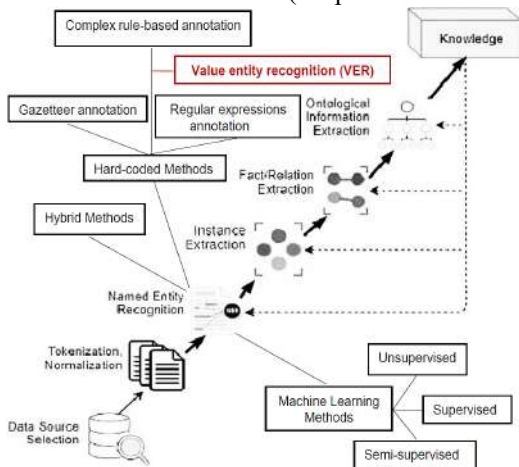 Complex rule-based annotation
Knowledge
Value entity recognition (VER)
Gazetteer annotation
Regular expressions
annotation
Ontological
Information
Extraction
Hard-coded Methods
Fact/Relation
Extraction
Hybrid Methods
Instance
Extraction
Named Entity
Recognition
Tokenization,
Normalization
Unsupervised
Machine Learning
Methods
Supervised
Data Source
Selection
Semi-supervised